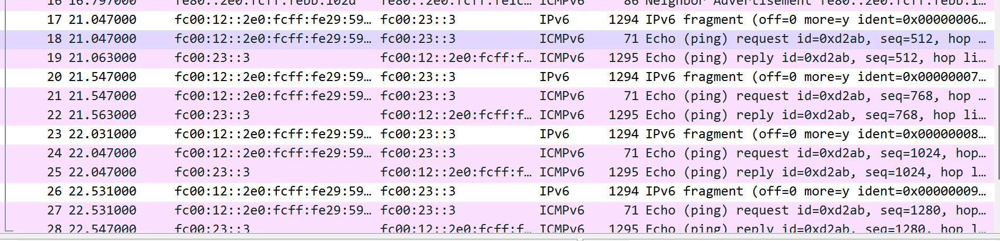 16 16.797000 fe80::2e0:fcff:febb:102d fe80::2e0:fcff:fe1c… ICMPv6 86 Neighbor Advertisement fe80::2e0:fcff:febb:1…
17 21.047000 fc00:12::2e0:fcff:fe29:59… fc00:23::3 IPv6 1294 IPv6 fragment (off=0 more=y ident=0x00000006…
18 21.047000 fc00:12::2e0:fcff:fe29:59… fc00:23::3 ICMPv6 71 Echo (ping) request id=0xd2ab, seq=512, hop …
19 21.063000 fc00:23::3 fc00:12::2e0:fcff:f… ICMPv6 1295 Echo (ping) reply id=0xd2ab, seq=512, hop li…
20 21.547000 fc00:12::2e0:fcff:fe29:59… fc00:23::3 IPv6 1294 IPv6 fragment (off=0 more=y ident=0x00000007…
21 21.547000 fc00:12::2e0:fcff:fe29:59… fc00:23::3 ICMPv6 71 Echo (ping) request id=0xd2ab, seq=768, hop …
22 21.563000 fc00:23::3 fc00:12::2e0:fcff:f… ICMPv6 1295 Echo (ping) reply id=0xd2ab, seq=768, hop li…
23 22.031000 fc00:12::2e0:fcff:fe29:59… fc00:23::3 IPv6 1294 IPv6 fragment (off=0 more=y ident=0x00000008…
24 22.047000 fc00:12::2e0:fcff:fe29:59… fc00:23::3 ICMPv6 71 Echo (ping) request id=0xd2ab, seq=1024, hop…
25 22.047000 fc00:23::3 fc00:12::2e0:fcff:f… ICMPv6 1295 Echo (ping) reply id=0xd2ab, seq=1024, hop l…
26 22.531000 fc00:12::2e0:fcff:fe29:59… fc00:23::3 IPv6 1294 IPv6 fragment (off=0 more=y ident=0x00000009…
27 22.531000 fc00:12::2e0:fcff:fe29:59… fc00:23::3 ICMPv6 71 Echo (ping) request id=0xd2ab, seq=1280, hop…
28 22.547000 fc00:23::3 fc00:12::2e0:fcff:f… ICMPv6 1295 Echo (ping) reply id=0xd2ab, seq=1280, hop l…